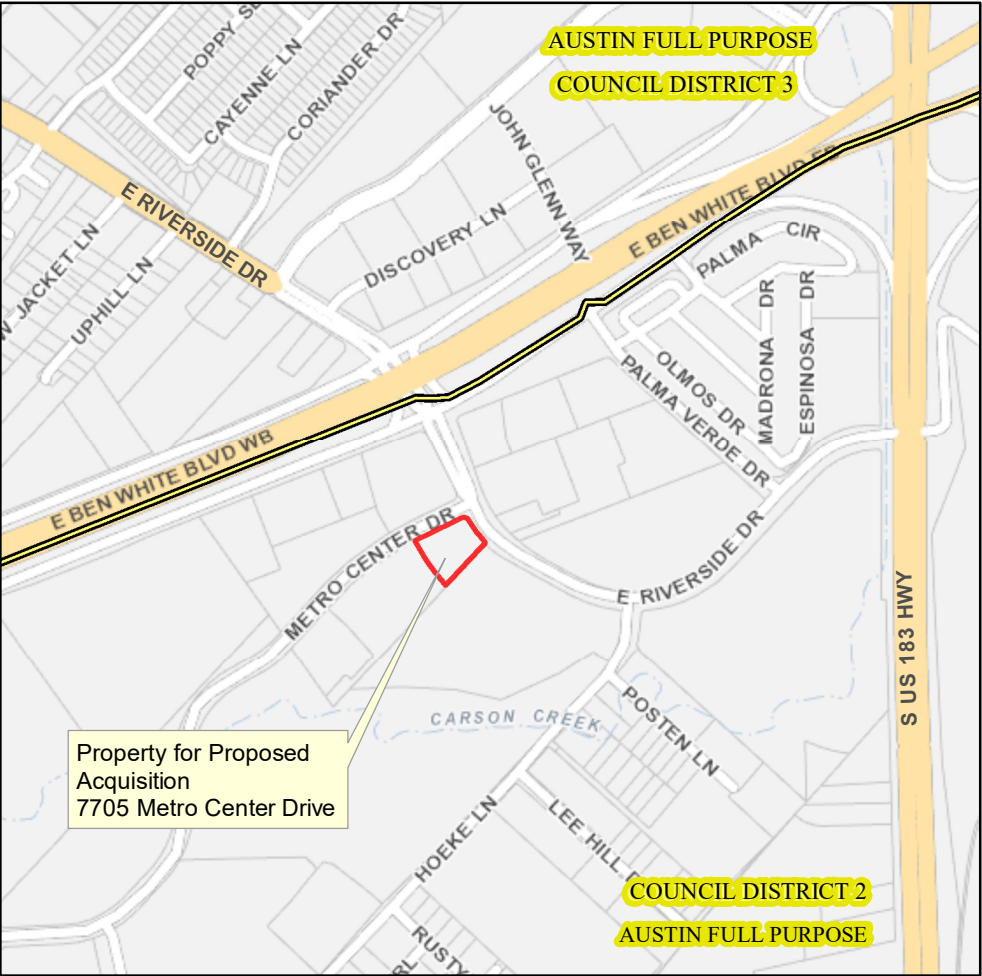 AUSTIN FULL PURPOSE
COUNCIL DISTRICT 3
POPPY
CAYENNE LN
CORIANDER DR
JOHN GLENN WAY
E BEN WHITE BLVD EB
E RIVERSIDE DR
DISCOVERY LN
PALMA CIR
JACKET LN
UPHILL LN
MADRONA DR
ESPINOSA DR
OLMOS DR
PALMA VERDE DR
E BEN WHITE BLVD WB
METRO CENTER DR
E RIVERSIDE DR
S US 183 HWY
CARSON CREEK
POSTEN LN
Property for Proposed
Acquisition
7705 Metro Center Drive
HOEKE LN
LEE HILL
COUNCIL DISTRICT 2
AUSTIN FULL PURPOSE
RUSTY